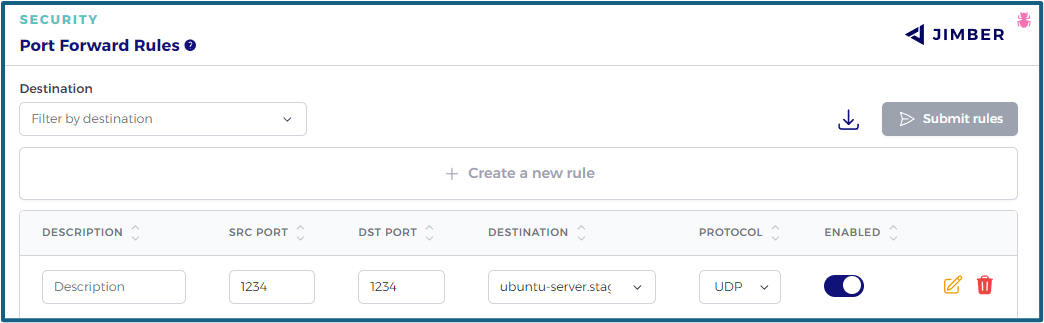 SECURITY
Port Forward Rules ?
JIMBER
Destination
Filter by destination
Submit rules
+ Create a new rule
DESCRIPTION SRC PORT DST PORT DESTINATION PROTOCOL ENABLED
Description 1234 1234 ubuntu-server.stag UDP